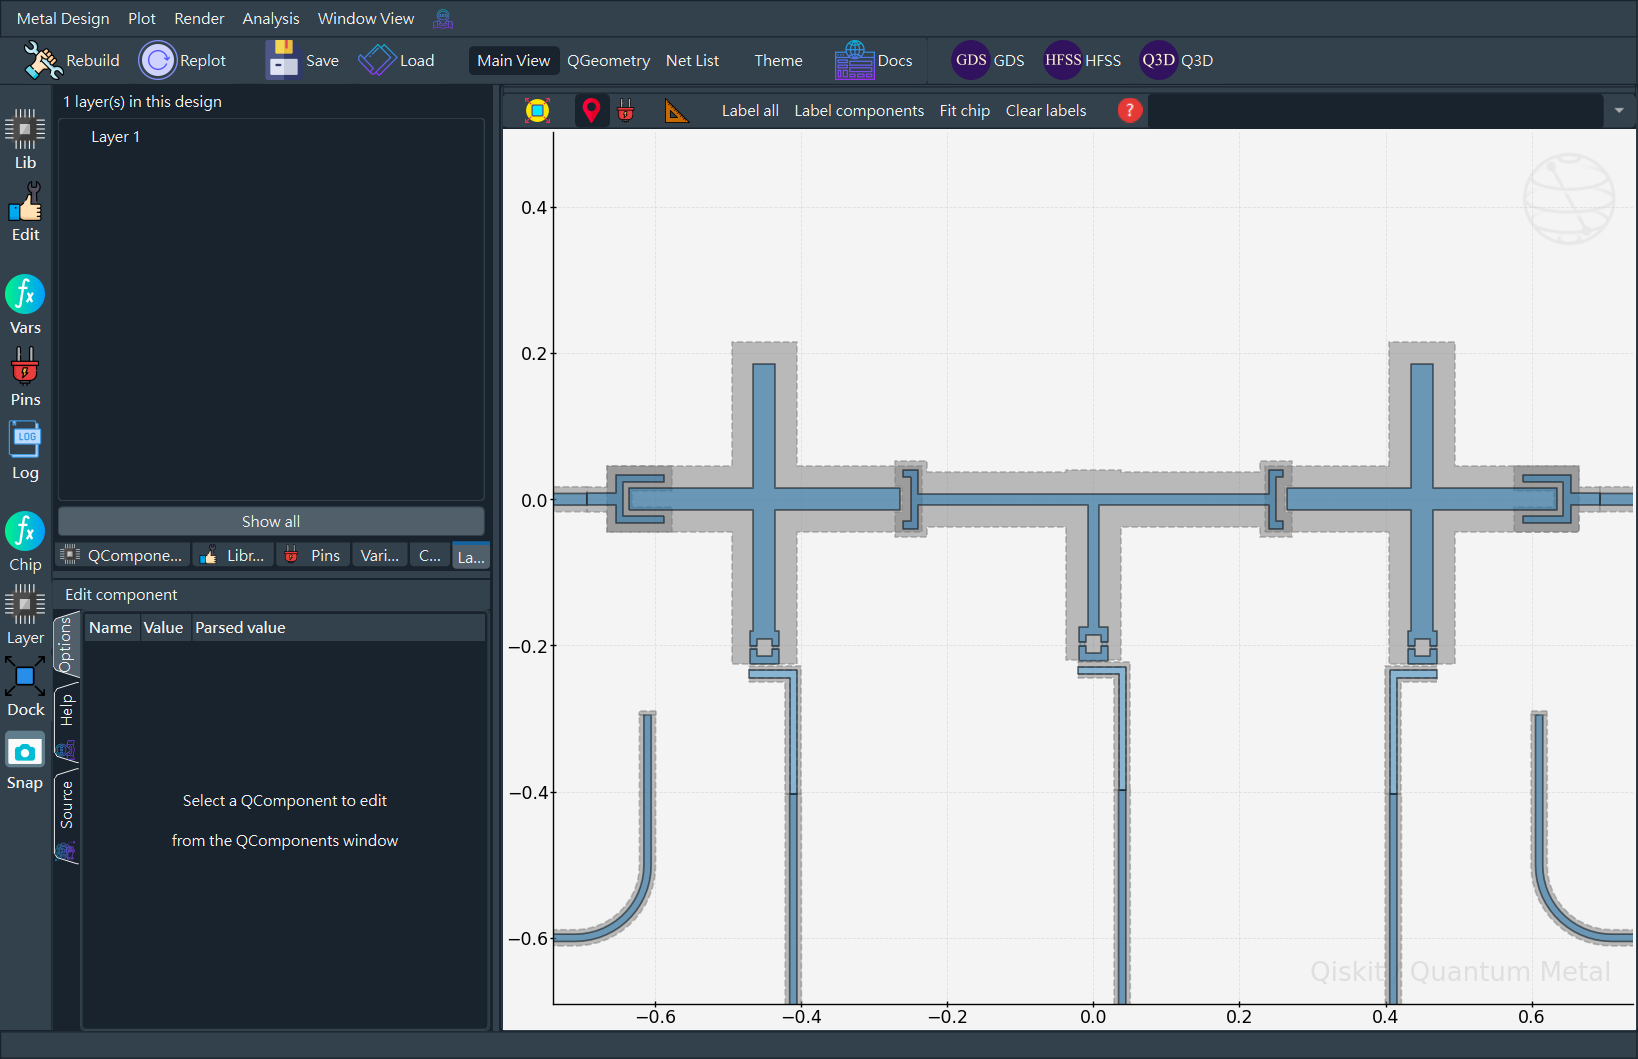 Metal Design Plot Render Analysis Window View
Rebuild Replot Save Load Main View QGeometry Net List Theme Docs GDS GDS HFSS HFSS Q3D Q3D
1 layer(s) in this design
Label all Label components Fit chip Clear labels ?
Layer 1
Lib
Edit
fx
Vars
Pins
LOG
Log
fx
Chip
Layer
Dock
Snap
Show all
QCompone... Libr... Pins Vari... C... La...
Edit component
Options
Help
Source
Name Value Parsed value
Select a QComponent to edit
from the QComponents window
0.4
0.2
0.0
−0.2
−0.4
−0.6
−0.6 −0.4 −0.2 0.0 0.2 0.4 0.6
Qiskit Quantum Metal